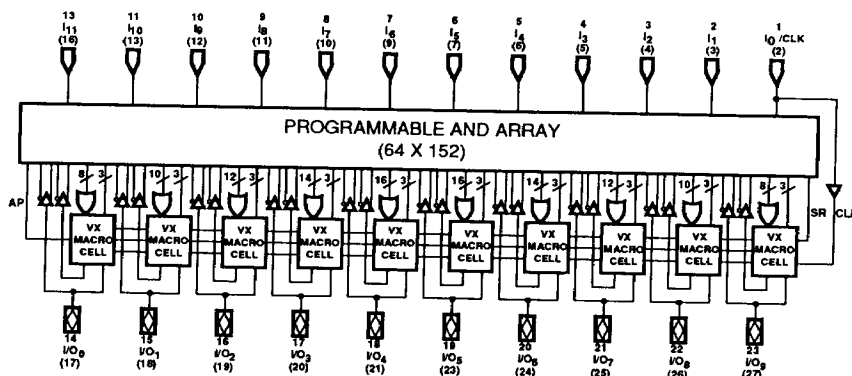 13 11 10 9 8 7 6 5 4 3 2 1
I11 I10 I9 I8 I7 I6 I5 I4 I3 I2 I1 I0 /CLK
(16) (13) (12) (11) (10) (9) (7) (6) (5) (4) (3) (2)
PROGRAMMABLE AND ARRAY
(64 X 152)
8 3 10 3 12 3 14 3 16 3 16 3 14 3 12 3 10 3 8 3
AP SR CLK
VX VX VX VX VX VX VX VX VX VX
MACRO MACRO MACRO MACRO MACRO MACRO MACRO MACRO MACRO MACRO
CELL CELL CELL CELL CELL CELL CELL CELL CELL CELL
14 15 16 17 18 19 20 21 22 23
I/O0 I/O1 I/O2 I/O3 I/O4 I/O5 I/O6 I/O7 I/O8 I/O9
(17) (18) (19) (20) (21) (23) (24) (25) (26) (27)